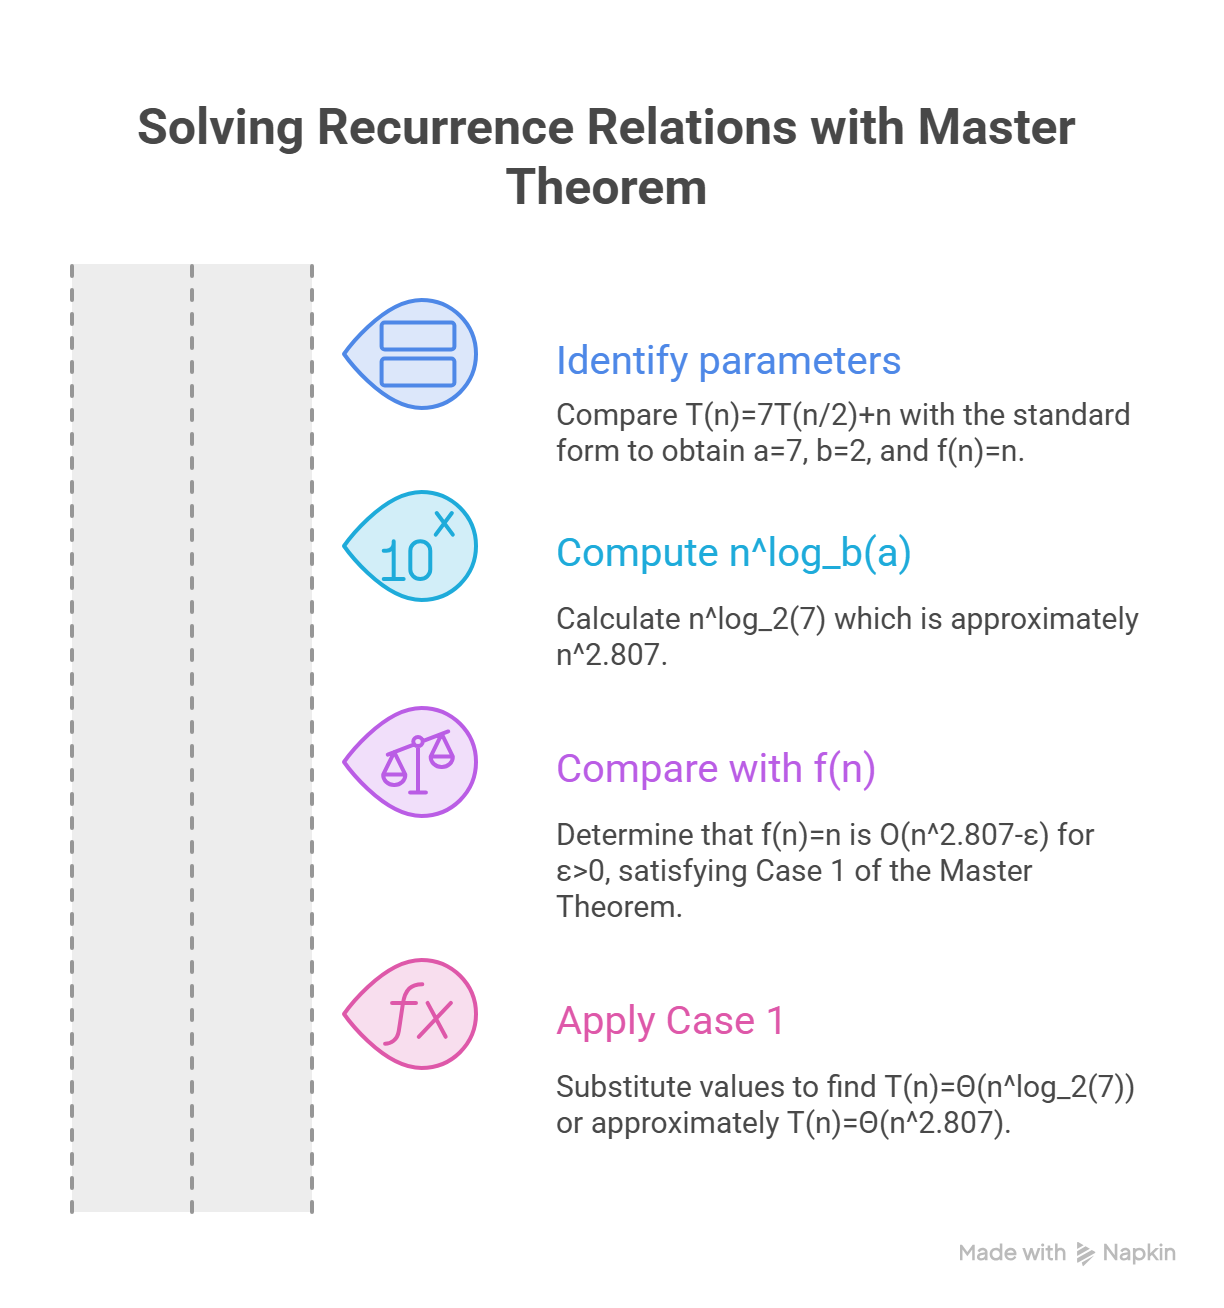 Solving Recurrence Relations with Master
Theorem
Identify parameters
Compare T(n)=7T(n/2)+n with the standard
form to obtain a=7, b=2, and f(n)=n.
10^x
Compute n^log_b(a)
Calculate n^log_2(7) which is approximately
n^2.807.
Compare with f(n)
Determine that f(n)=n is O(n^2.807-ε) for
ε>0, satisfying Case 1 of the Master
Theorem.
fx
Apply Case 1
Substitute values to find T(n)=Θ(n^log_2(7))
or approximately T(n)=Θ(n^2.807).
Made with Napkin